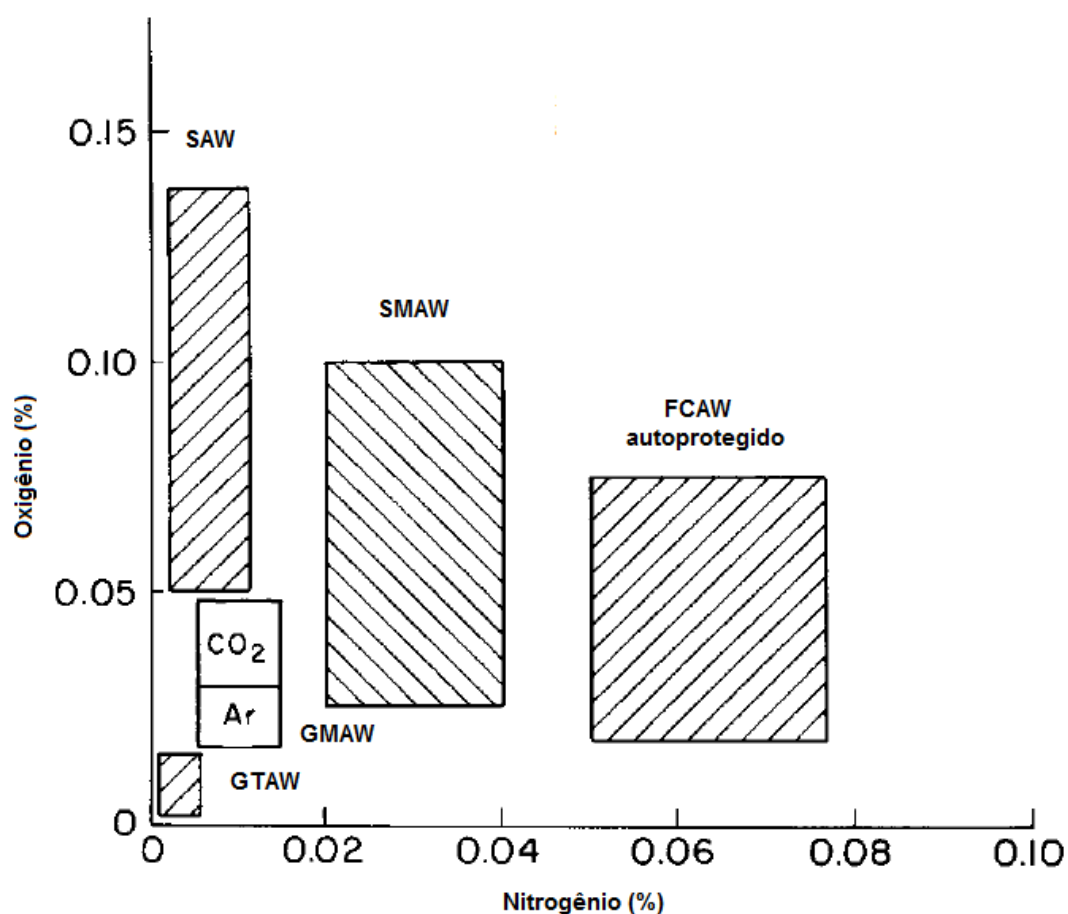 0.15
SAW
SMAW
0.10
FCAW
autoprotegido
Oxigênio (%)
0.05
CO2
Ar
GMAW
GTAW
0
0
0.02
0.04
0.06
0.08
0.10
Nitrogênio (%)